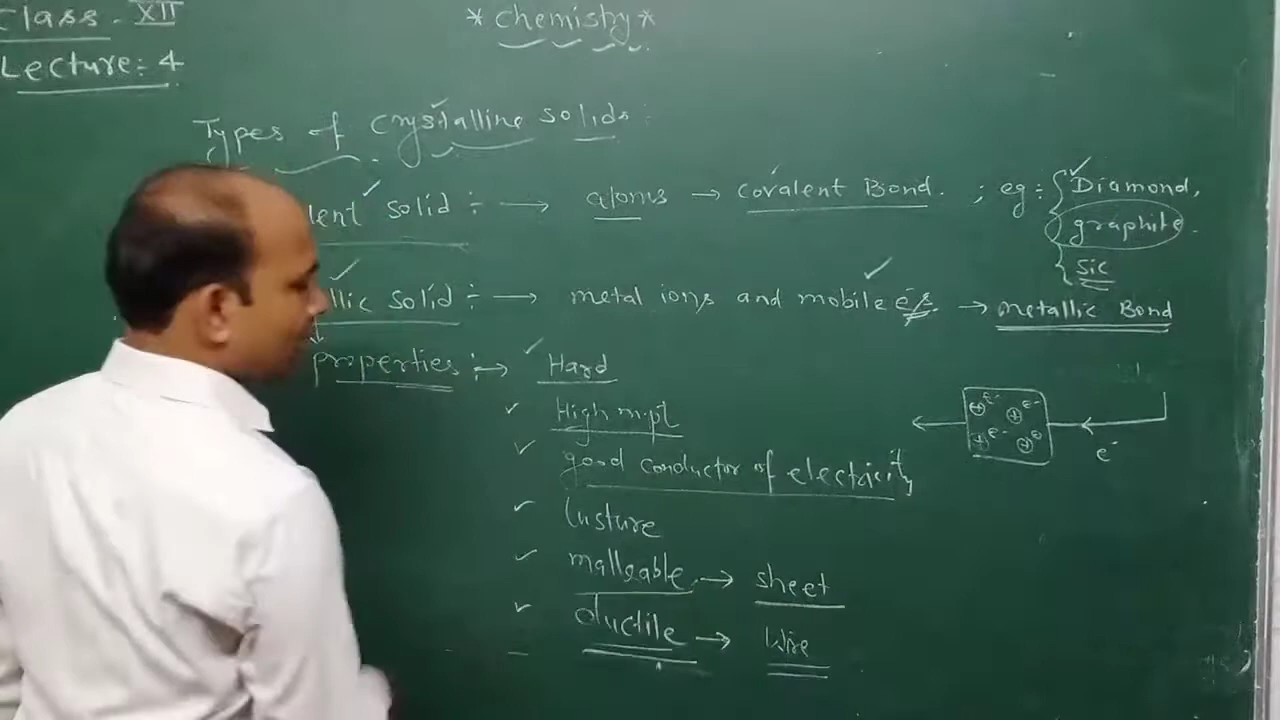 Class - XII
* Chemistry *
Lecture: 4
Types of Crystalline solids:
lent solid ÷ → atoms → covalent Bond. ; eg: { Diamond,
graphite.
Sic
llic solid ÷ → metal ions and mobile e⁻s → metallic Bond
↓
properties ÷ → Hard
High m.pt
good conductor of electricity
lusture
malleable → sheet
ductile → Wire
e⁻ e⁻
+ +
e⁻ e
+ +
e⁻